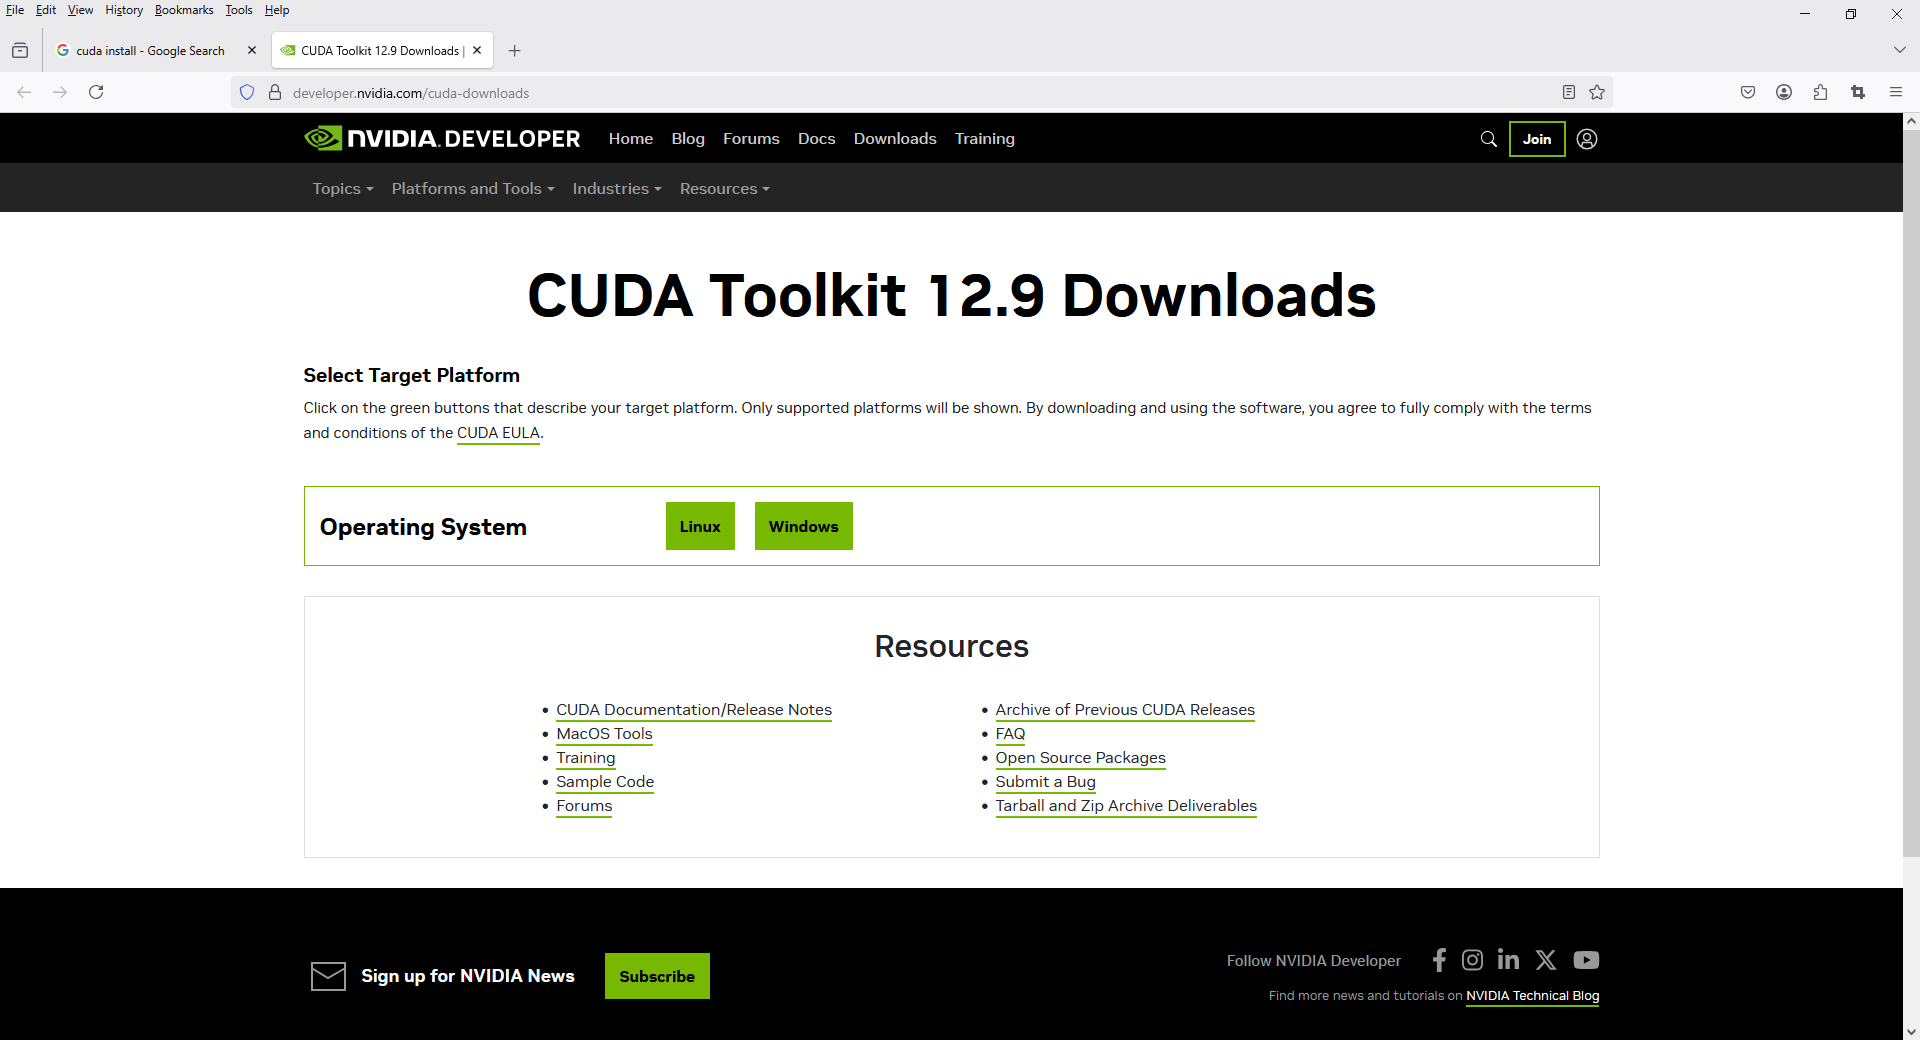 File Edit View History Bookmarks Tools Help
cuda install - Google Search
CUDA Toolkit 12.9 Downloads |
developer.nvidia.com/cuda-downloads
NVIDIA. DEVELOPER Home Blog Forums Docs Downloads Training Join
Topics Platforms and Tools Industries Resources
CUDA Toolkit 12.9 Downloads
Select Target Platform
Click on the green buttons that describe your target platform. Only supported platforms will be shown. By downloading and using the software, you agree to fully comply with the terms
and conditions of the CUDA EULA.
Operating System Linux Windows
Resources
CUDA Documentation/Release Notes
MacOS Tools
Training
Sample Code
Forums
Archive of Previous CUDA Releases
FAQ
Open Source Packages
Submit a Bug
Tarball and Zip Archive Deliverables
Sign up for NVIDIA News Subscribe
Follow NVIDIA Developer
Find more news and tutorials on NVIDIA Technical Blog